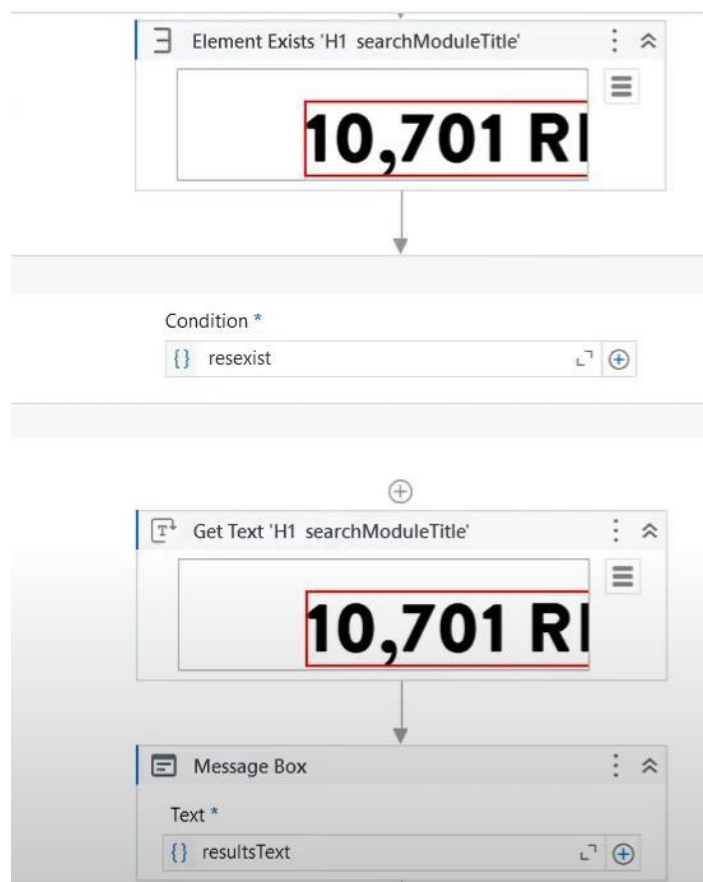 Element Exists 'H1 searchModuleTitle'
10,701 R
Condition *
{} resexist
Get Text 'H1 searchModuleTitle'
10,701 R
Message Box
Text *
{} resultsText